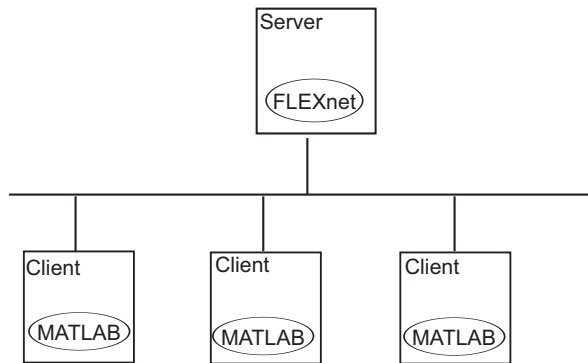 Server
FLEXnet
Client
Client
Client
MATLAB
MATLAB
MATLAB